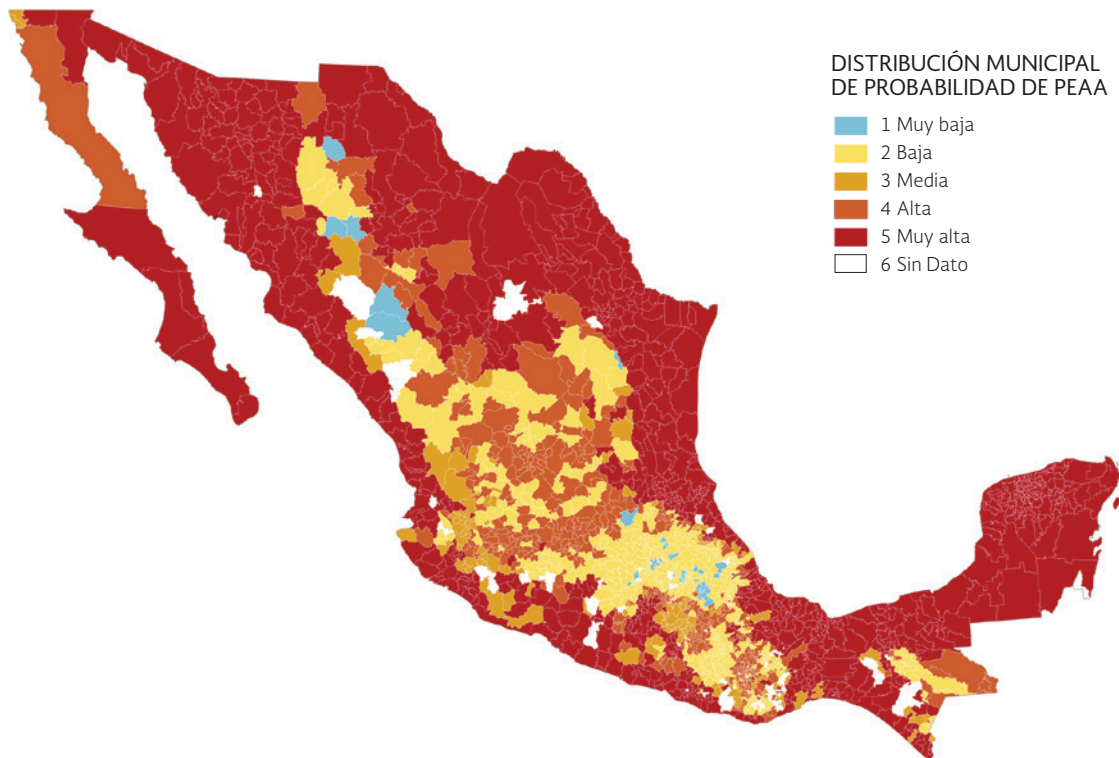 DISTRIBUCIÓN MUNICIPAL
DE PROBABILIDAD DE PEAA
1 Muy baja
2 Baja
3 Media
4 Alta
5 Muy alta
6 Sin Dato